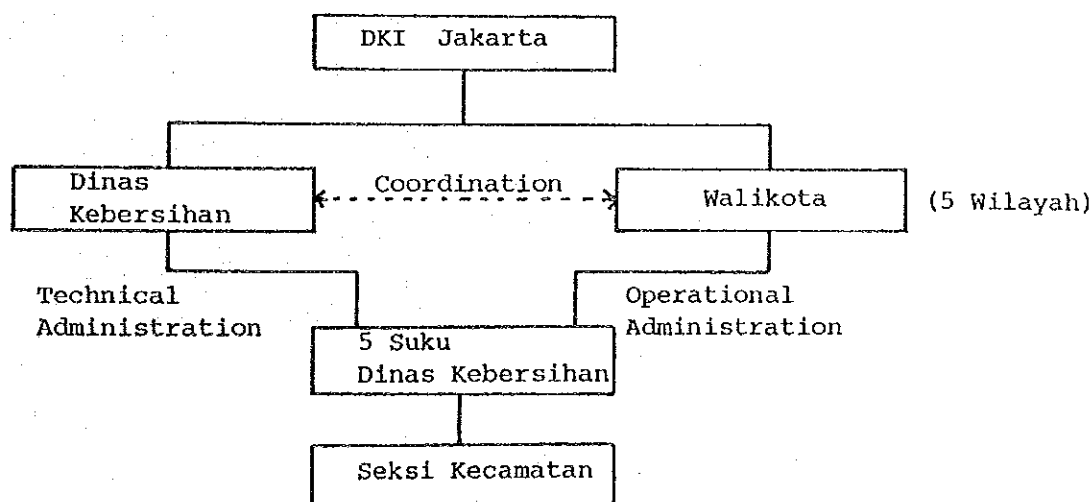 DKI Jakarta
Dinas
Kebersihan
Coordination
Walikota
(5 Wilayah)
Technical
Administration
Operational
Administration
5 Suku
Dinas Kebersihan
Seksi Kecamatan